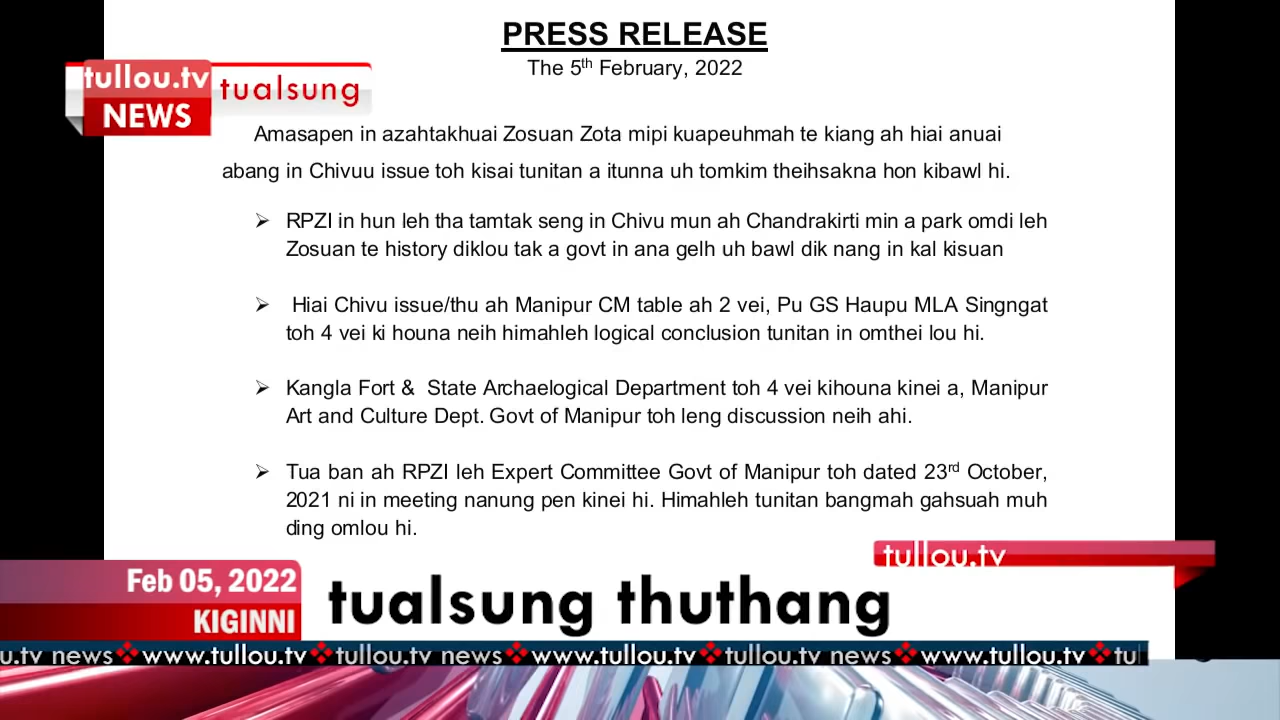 PRESS RELEASE
The 5th February, 2022
tullou.tv
NEWS
tualsung
Amasapen in azahtakhuai Zosuan Zota mipi kuapeuhmah te kiang ah hiai anuai
abang in Chivuu issue toh kisai tunitan a itunna uh tomkim theihsakna hon kibawl hi.
➢ RPZI in hun leh tha tamtak seng in Chivu mun ah Chandrakirti min a park omdi leh
Zosuan te history diklou tak a govt in ana gelh uh bawl dik nang in kal kisuan
➢ Hiai Chivu issue/thu ah Manipur CM table ah 2 vei, Pu GS Haupu MLA Singngat
toh 4 vei ki houna neih himahleh logical conclusion tunitan in omthei lou hi.
➢ Kangla Fort & State Archaelogical Department toh 4 vei kihouna kinei a, Manipur
Art and Culture Dept. Govt of Manipur toh leng discussion neih ahi.
➢ Tua ban ah RPZI leh Expert Committee Govt of Manipur toh dated 23rd October,
2021 ni in meeting nanung pen kinei hi. Himahleh tunitan bangmah gahsuah muh
ding omlou hi.
tullou.tv
Feb 05, 2022
KIGINNI
tualsung thuthang
u.tv news❖www.tullou.tv❖tullou.tv news❖www.tullou.tv❖tullou.tv news❖www.tullou.tv❖tul